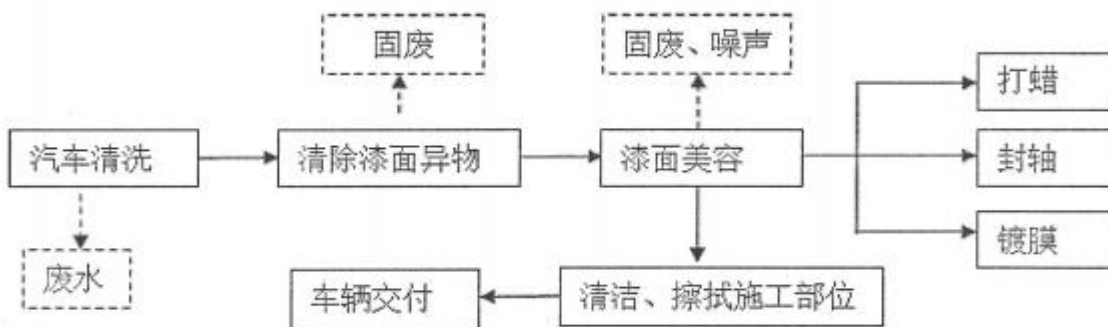 固废
固废、噪声
打蜡
汽车清洗
清除漆面异物
漆面美容
封轴
镀膜
废水
车辆交付
清洁、擦拭施工部位